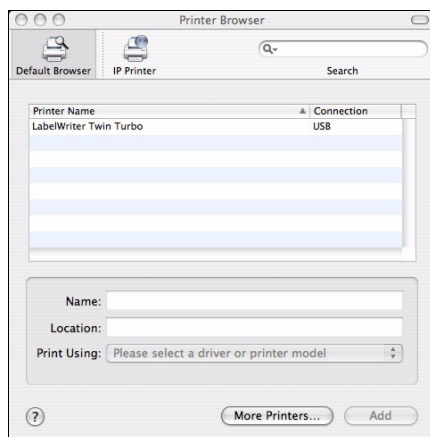 Printer Browser
Default Browser
IP Printer
Search
Printer Name Connection
LabelWriter Twin Turbo USB
Name:
Location:
Print Using: Please select a driver or printer model
? More Printers... Add